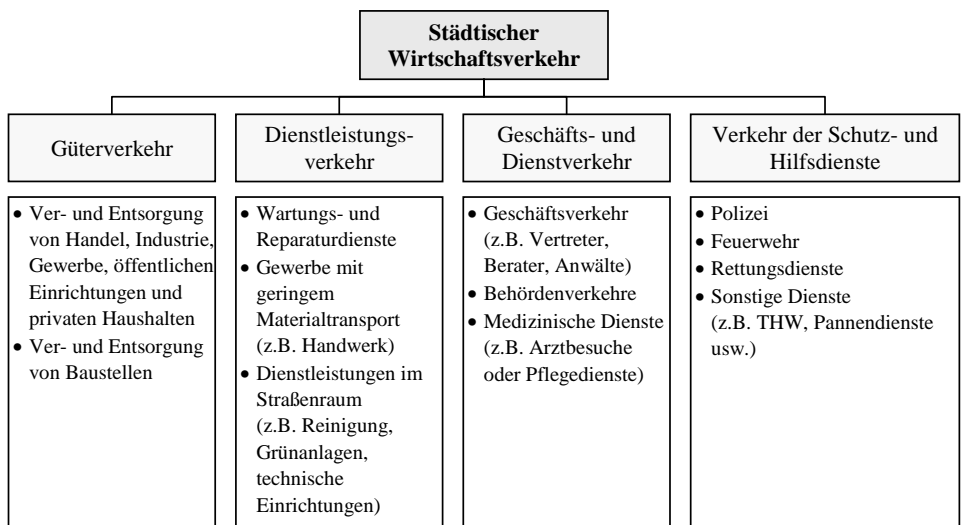 Städtischer
Wirtschaftsverkehr
Güterverkehr
Dienstleistungs-
verkehr
Geschäfts- und
Dienstverkehr
Verkehr der Schutz- und
Hilfsdienste
• Ver- und Entsorgung
von Handel, Industrie,
Gewerbe, öffentlichen
Einrichtungen und
privaten Haushalten
• Ver- und Entsorgung
von Baustellen
• Wartungs- und
Reparaturdienste
• Gewerbe mit
geringem
Materialtransport
(z.B. Handwerk)
• Dienstleistungen im
Straßenraum
(z.B. Reinigung,
Grünanlagen,
technische
Einrichtungen)
• Geschäftsverkehr
(z.B. Vertreter,
Berater, Anwälte)
• Behördenverkehre
• Medizinische Dienste
(z.B. Arztbesuche
oder Pflegedienste)
• Polizei
• Feuerwehr
• Rettungsdienste
• Sonstige Dienste
(z.B. THW, Pannendienste
usw.)